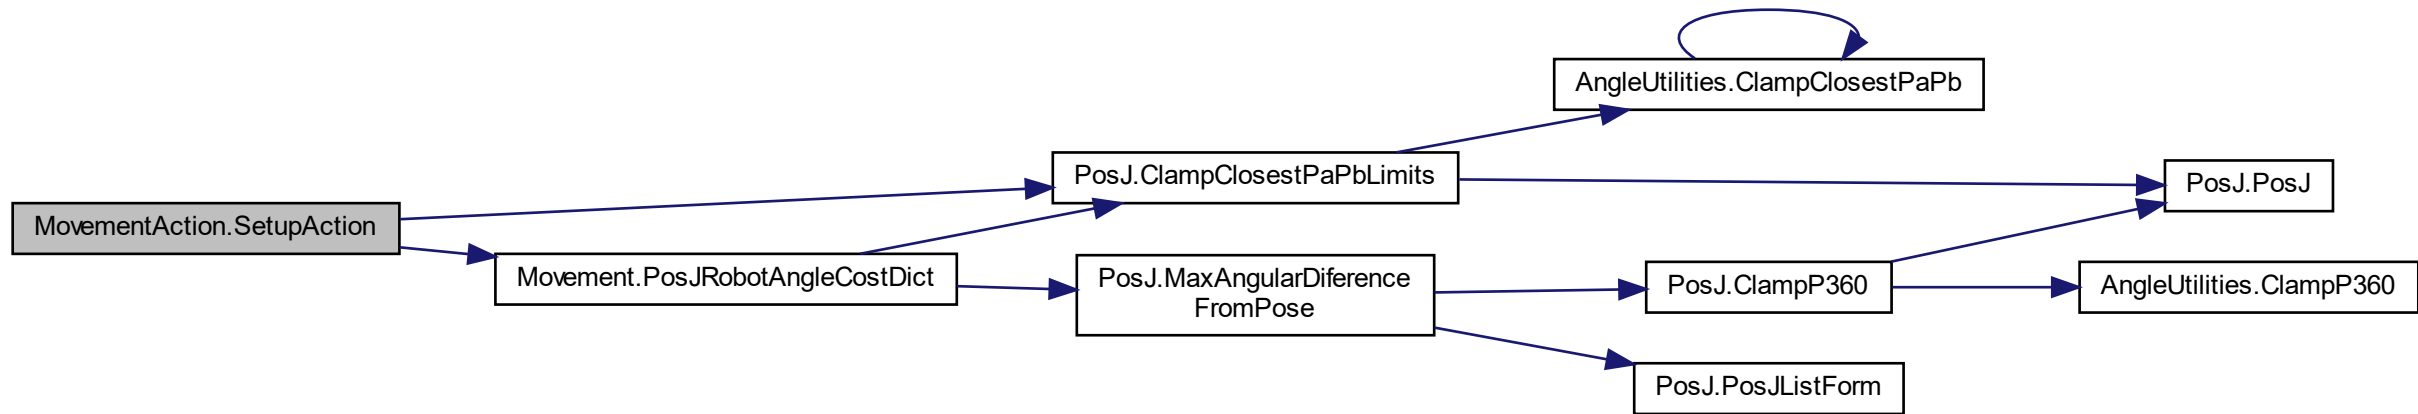 MovementAction.SetupAction
Movement.PosJRobotAngleCostDict
PosJ.ClampClosestPaPbLimits
PosJ.MaxAngularDiference
FromPose
AngleUtilities.ClampClosestPaPb
PosJ.ClampP360
PosJ.PosJListForm
PosJ.PosJ
AngleUtilities.ClampP360